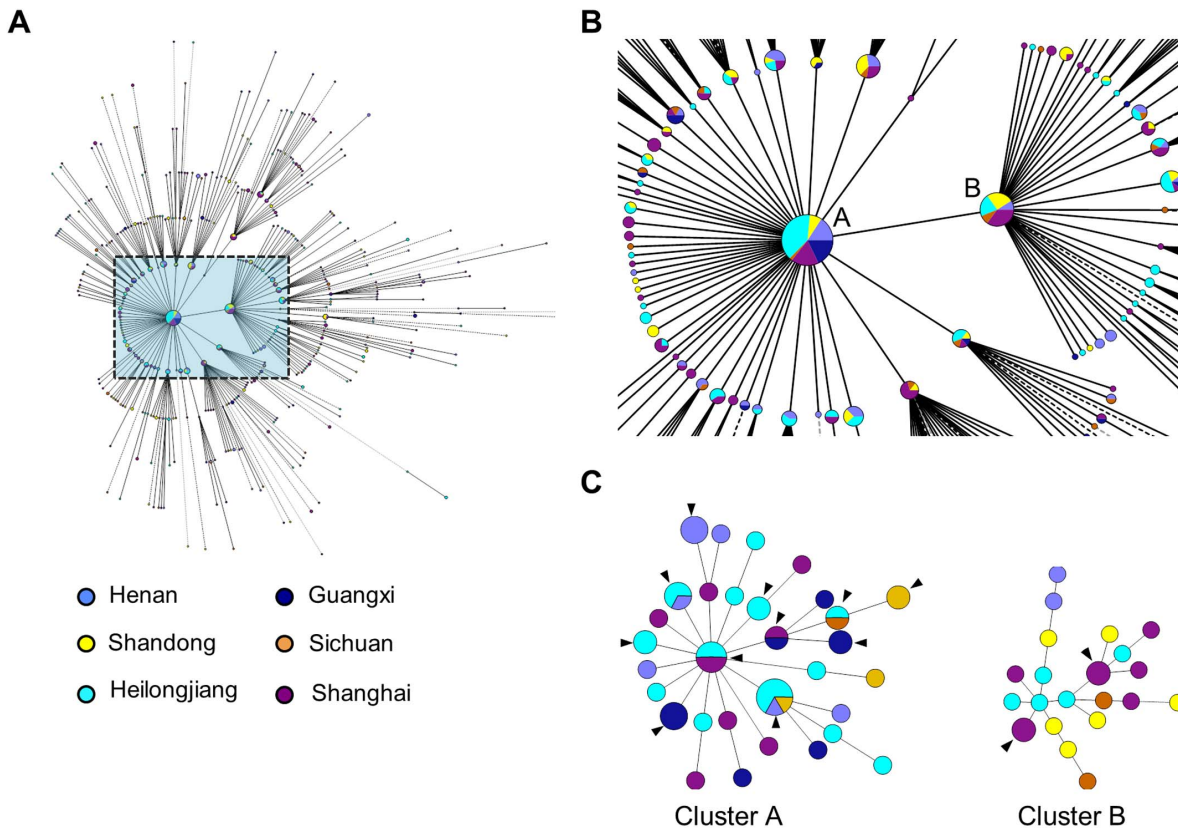 A
B
A
B
Henan
Guangxi
Shandong
Sichuan
Heilongjiang
Shanghai
C
Cluster A
Cluster B